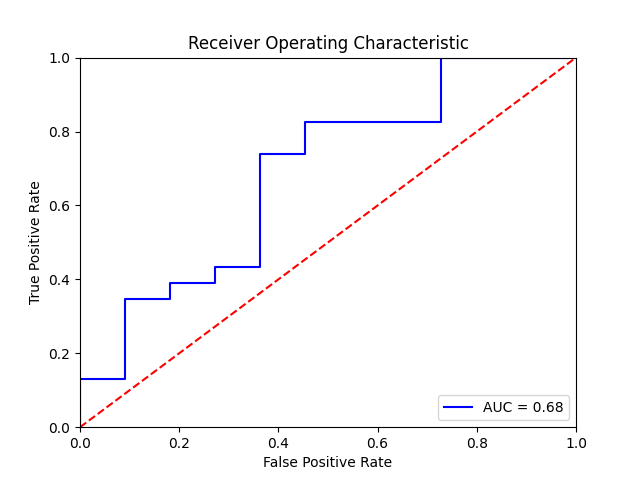 Receiver Operating Characteristic
True Positive Rate
1.0
0.8
0.6
0.4
0.2
0.0
AUC = 0.68
0.0 0.2 0.4 0.6 0.8 1.0
False Positive Rate